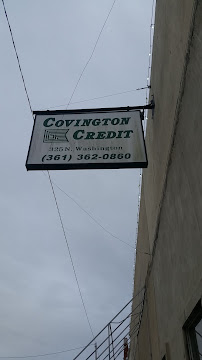 COVINGTON
CREDIT
325 N. Washington
(361) 362-0860